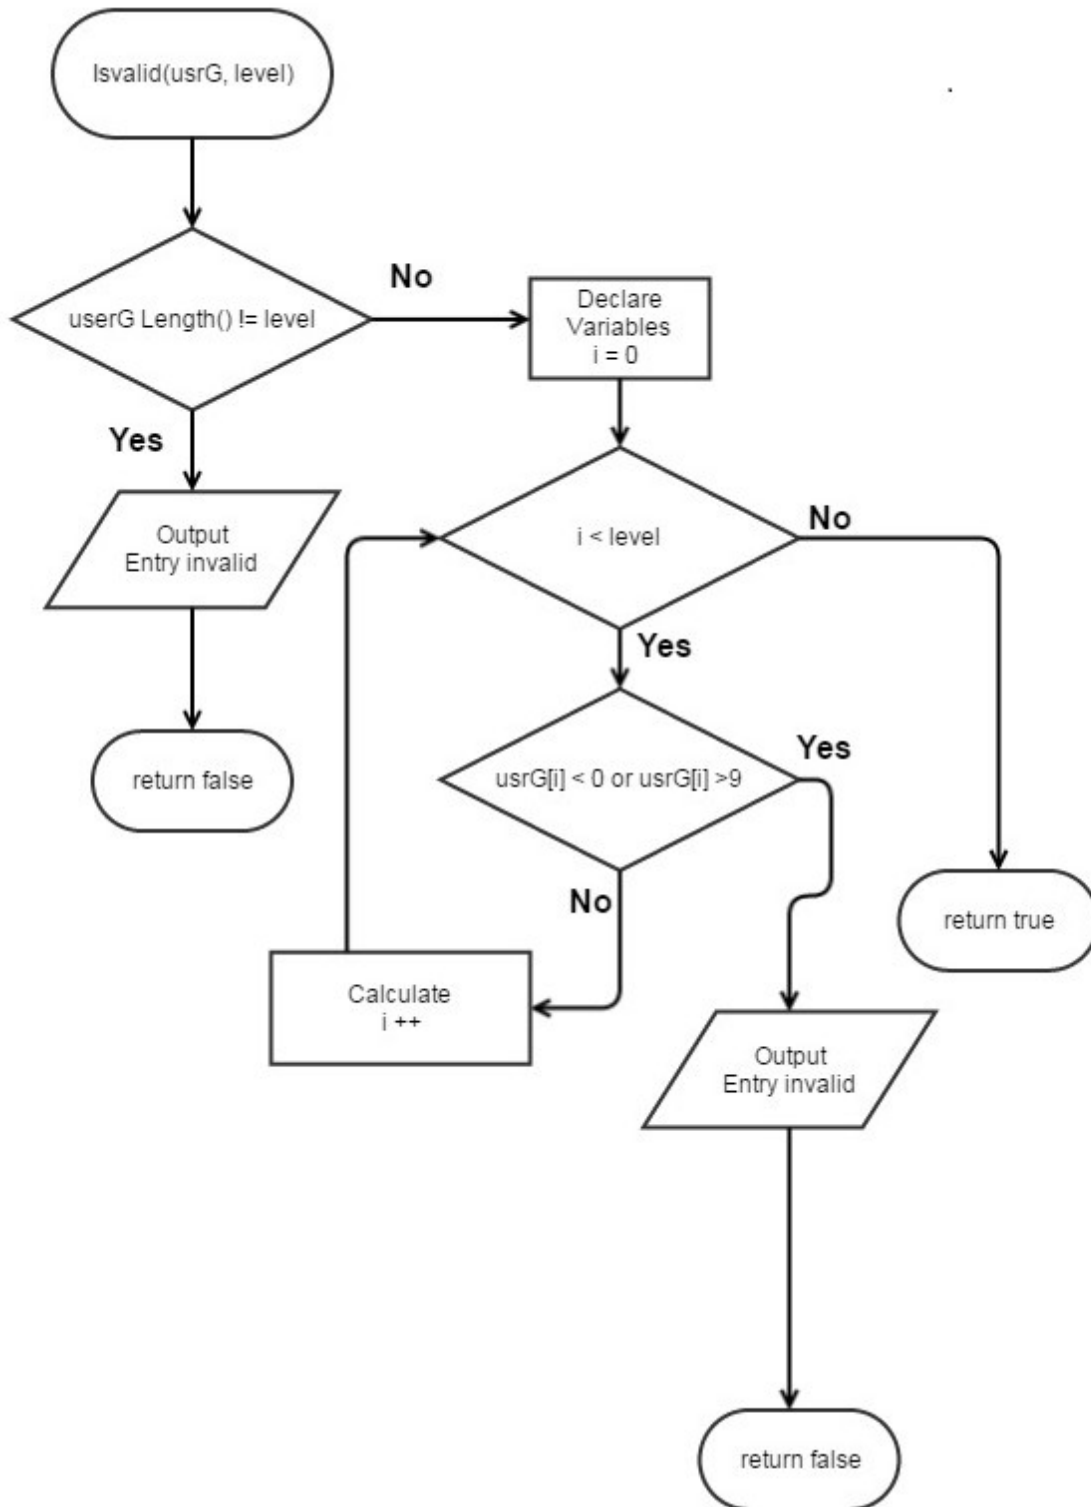 Isvalid(usrG, level)
userG Length() != level
No
Declare
Variables
i = 0
Yes
Output
Entry invalid
return false
i < level
No
Yes
usrG[i] < 0 or usrG[i] >9
Yes
No
return true
Calculate
i ++
Output
Entry invalid
return false